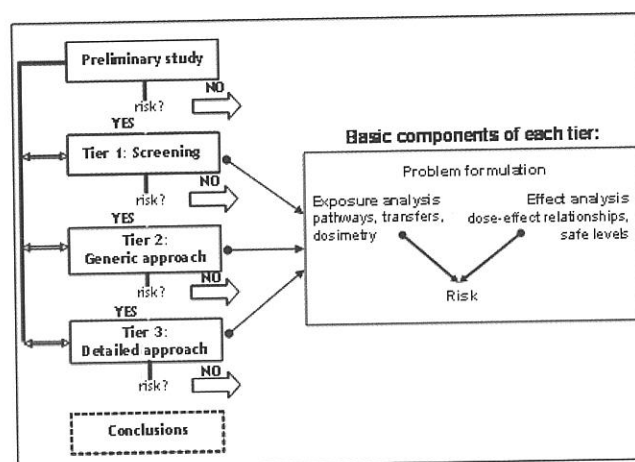 Preliminary study
NO
risk?
YES
Tier 1: Screening
NO
risk?
YES
Tier 2:
Generic approach
NO
risk?
YES
Tier 3:
Detailed approach
NO
risk?
Conclusions
Basic components of each tier:
Problem formulation
Exposure analysis
pathways, transfers,
dosimetry
Effect analysis
dose-effect relationships,
safe levels
Risk